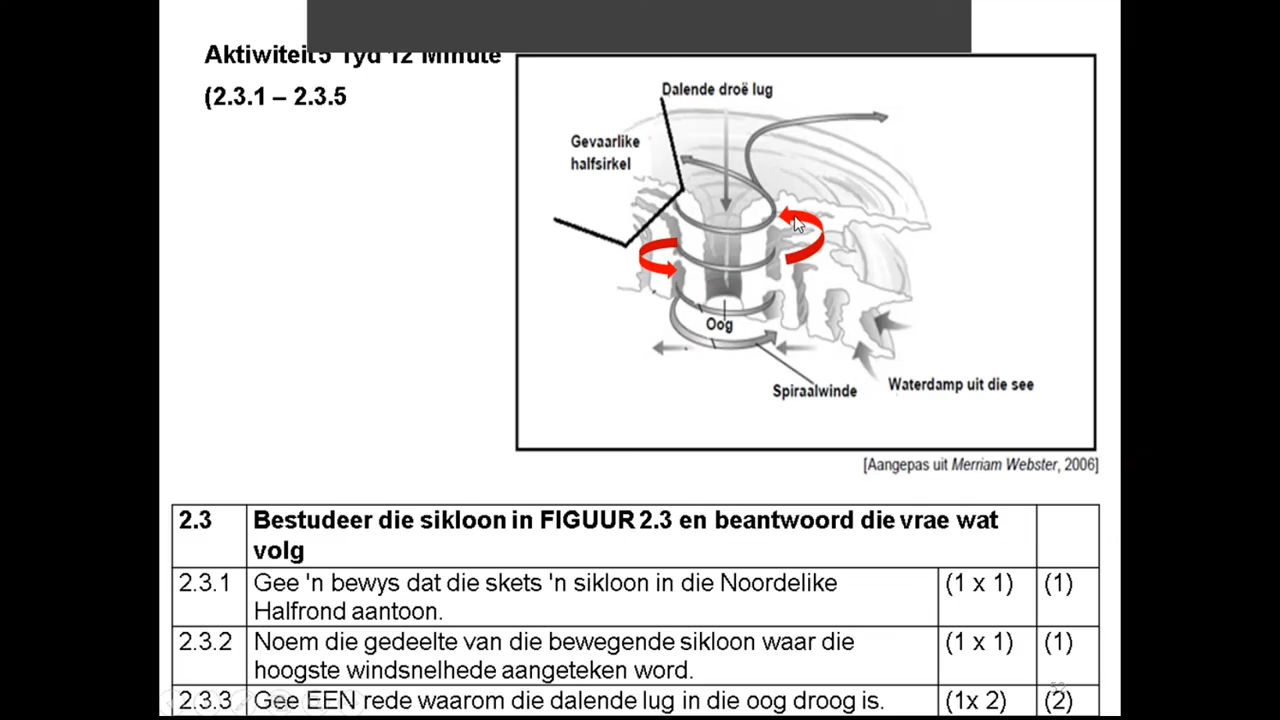 Aktiwiteit 5 Tyd 12 Minute
(2.3.1 – 2.3.5
Dalende droë lug
Gevaarlike
halfsirkel
Oog
Spiraalwinde
Waterdamp uit die see
[Aangepas uit Merriam Webster, 2006]
2.3 Bestudeer die sikloon in FIGUUR 2.3 en beantwoord die vrae wat
volg
2.3.1 Gee 'n bewys dat die skets 'n sikloon in die Noordelike (1 x 1) (1)
Halfrond aantoon.
2.3.2 Noem die gedeelte van die bewegende sikloon waar die (1 x 1) (1)
hoogste windsnelhede aangeteken word.
2.3.3 Gee EEN rede waarom die dalende lug in die oog droog is. (1x 2) (2)